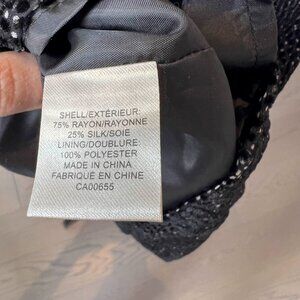 SHELL/EXTÉRIEUR:
75% RAYON/RAYONNE
25% SILK/SOIE
LINING/DOUBLURE:
100% POLYESTER
MADE IN CHINA
FABRIQUÉ EN CHINE
CA00655